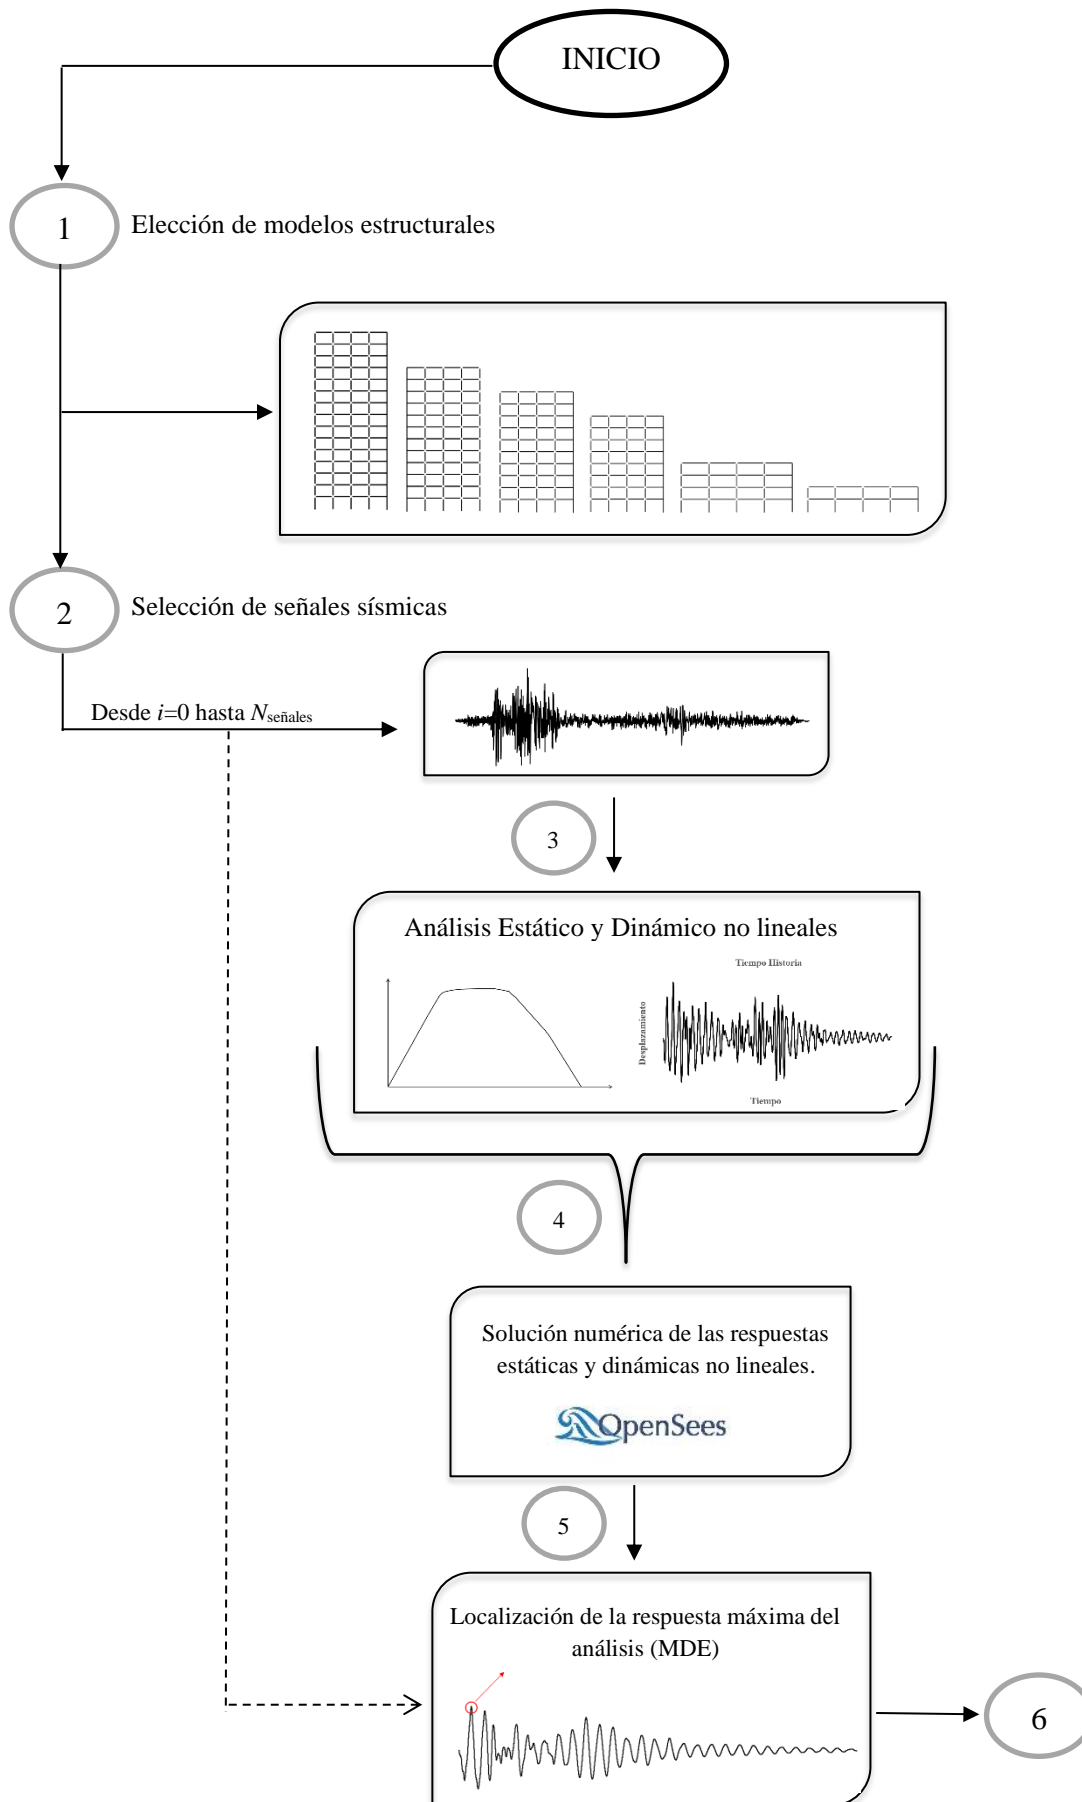 INICIO
1
Elección de modelos estructurales
2
Selección de señales sísmicas
Desde i=0 hasta Nseñales
3
Análisis Estático y Dinámico no lineales
Tiempo Historia
Desplazamiento
Tiempo
4
Solución numérica de las respuestas
estáticas y dinámicas no lineales.
OpenSees
5
Localización de la respuesta máxima del
análisis (MDE)
6